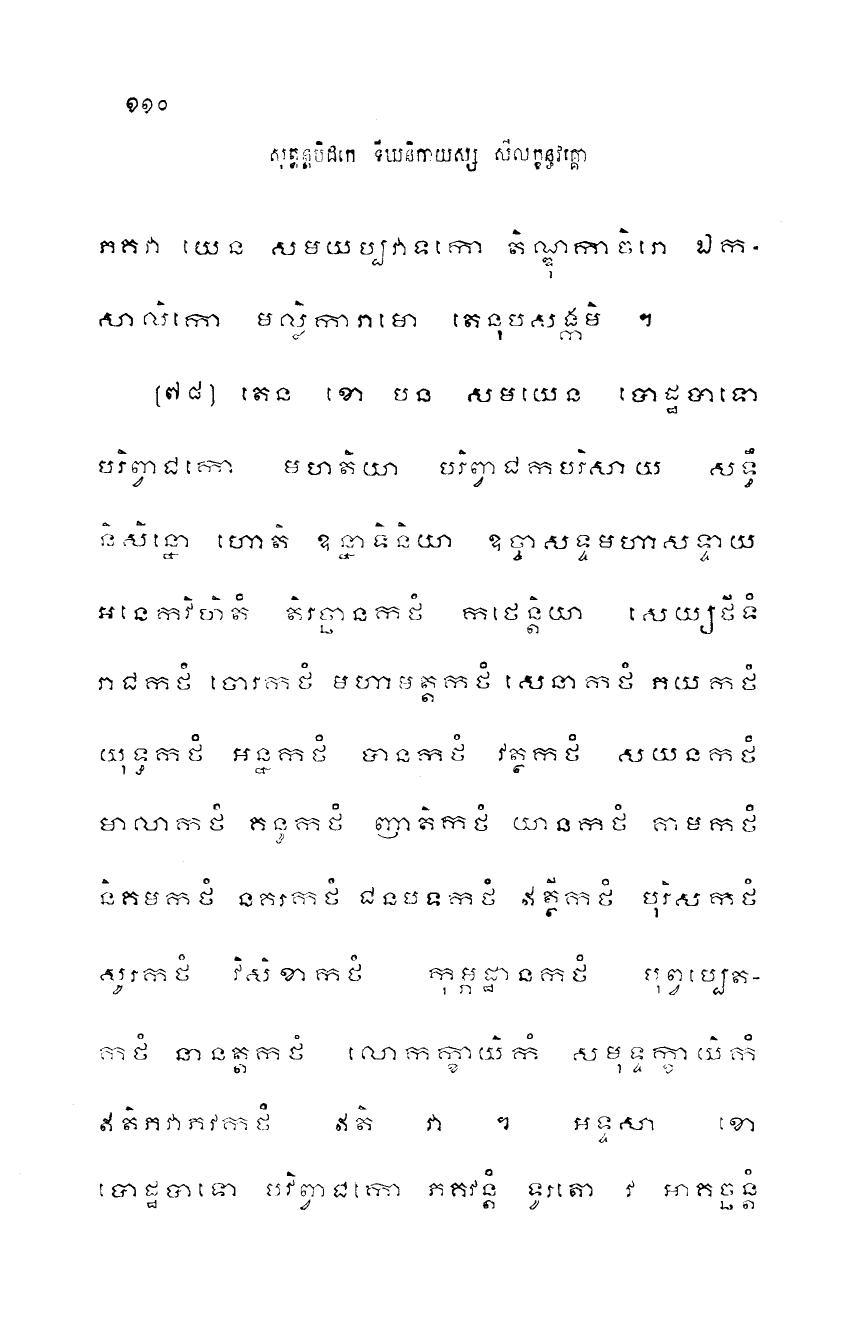 ១១០
សុត្តន្តបិដកេ ទីឃនិកាយស្ស សីលក្ខន្ធវគ្គោ
ភគវា យេន សមយប្បវាទកោ តិណ្ឌុកាចិរោ ឯក-
សាលិកោ មល្លិការាមោ តេនុបសង្កមិ ។
[៧៨] តេន ខោ បន សមយេន បោដ្ឋបាទោ
បរិព្វាជកោ មហតិយា បរិព្វាជកបរិសាយ សទ្ធឹ
និសិន្នោ ហោតិ ឧន្នាទិនិយា ឧច្ចាសទ្ទមហាសទ្ទាយ
អនេកវិហិតំ តិរច្ឆានកថំ កថេន្តិយា សេយ្យថីទំ
រាជកថំ ចោរកថំ មហាមត្តកថំ សេនាកថំ ភយកថំ
យុទ្ធកថំ អន្នកថំ បានកថំ វត្ថកថំ សយនកថំ
មាលាកថំ គន្ធកថំ ញាតិកថំ យានកថំ គាមកថំ
និគមកថំ នគរកថំ ជនបទកថំ ឥត្ថីកថំ បុរិសកថំ
សូរកថំ វិសិខាកថំ កុម្ភដ្ឋានកថំ បុព្វប្បេត-
កថំ នានត្តកថំ លោកក្ខាយិកំ សមុទ្ទក្ខាយិកំ
ឥតិភវាភវកថំ ឥតិ វា ។ អទ្ទសា ខោ
បោដ្ឋបាទោ បរិព្វាជកោ ភគវន្តំ ទូរតោ វ អាគច្ឆន្តំ